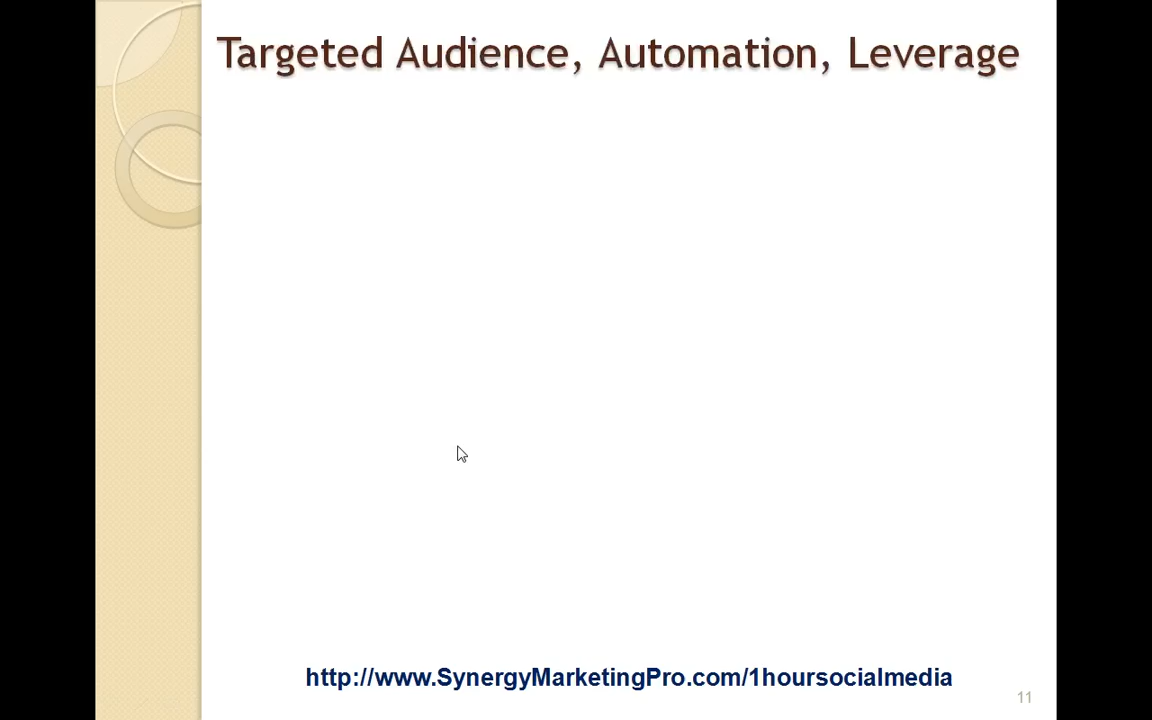 Targeted Audience, Automation, Leverage
http://www.SynergyMarketingPro.com/1hoursocialmedia
11